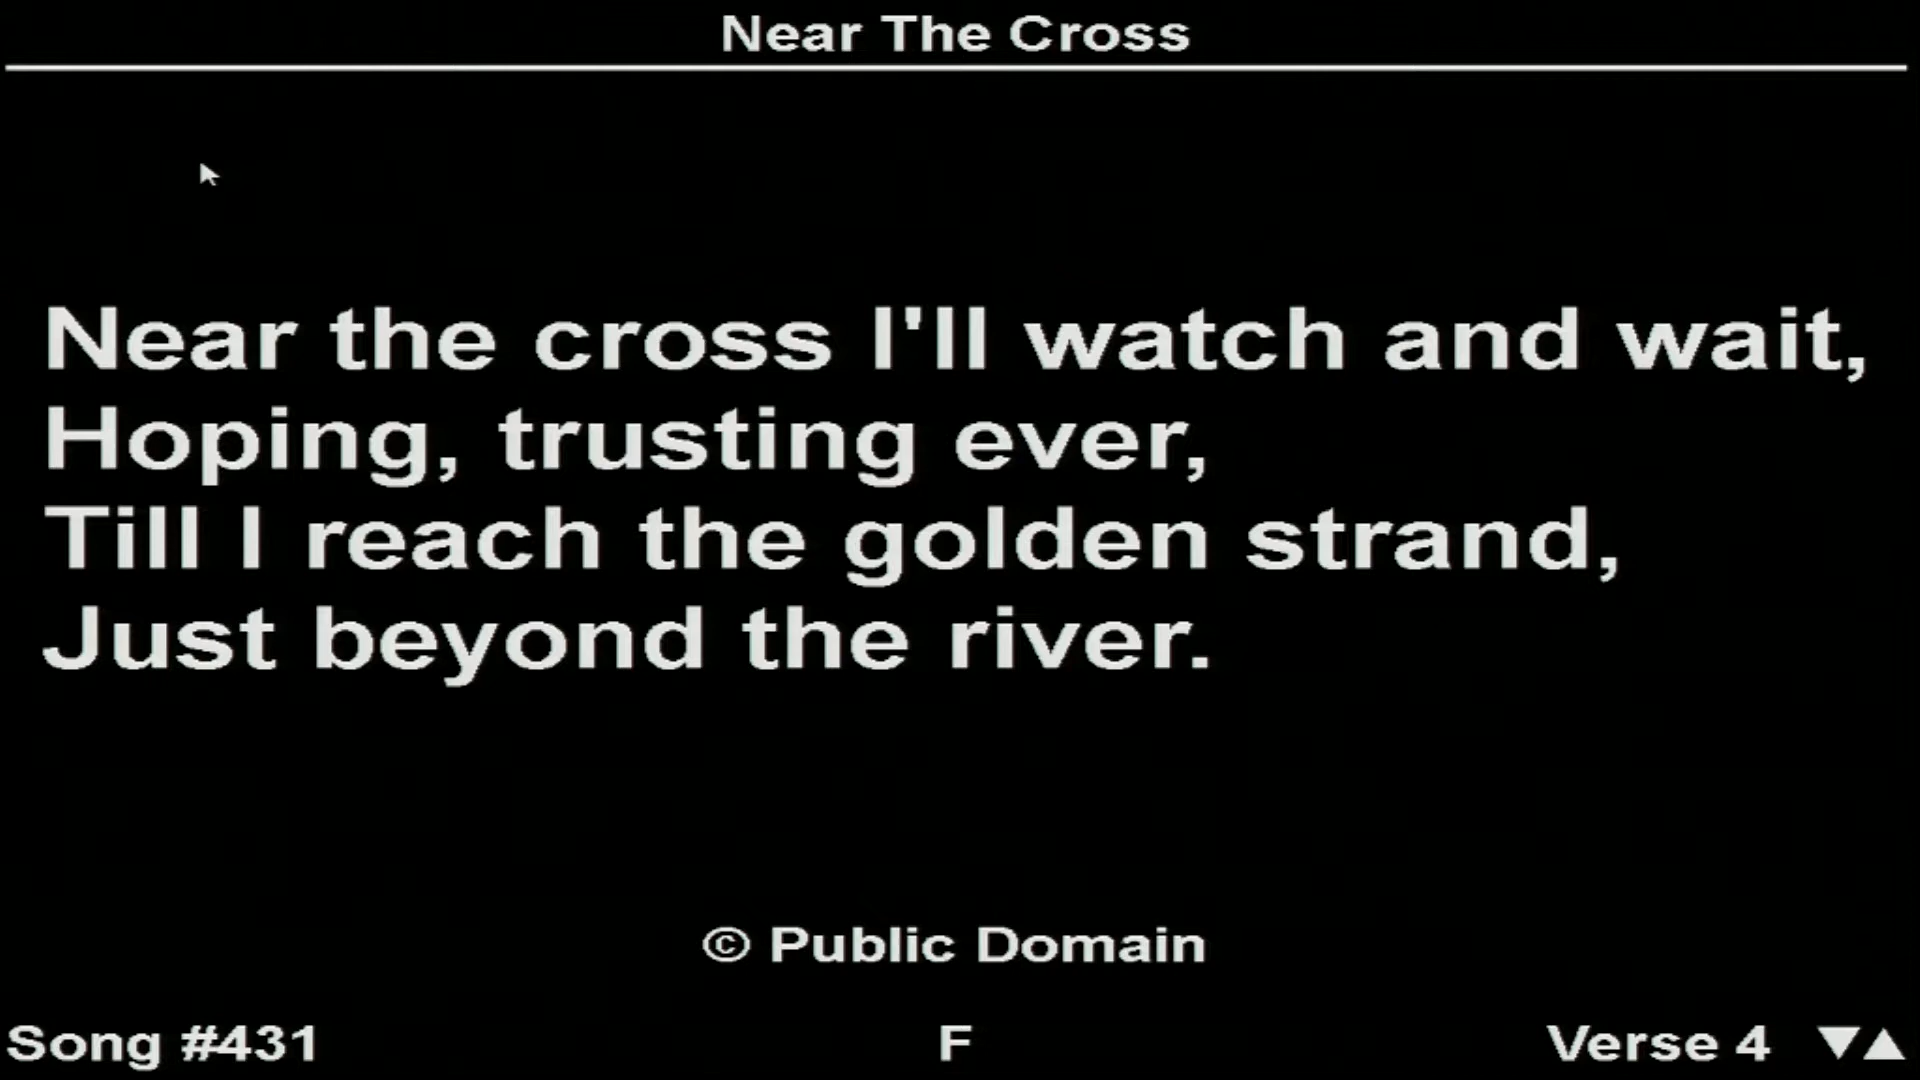 Near The Cross
Near the cross I'll watch and wait,
Hoping, trusting ever,
Till I reach the golden strand,
Just beyond the river.
© Public Domain
Song #431 F Verse 4 ▼▲